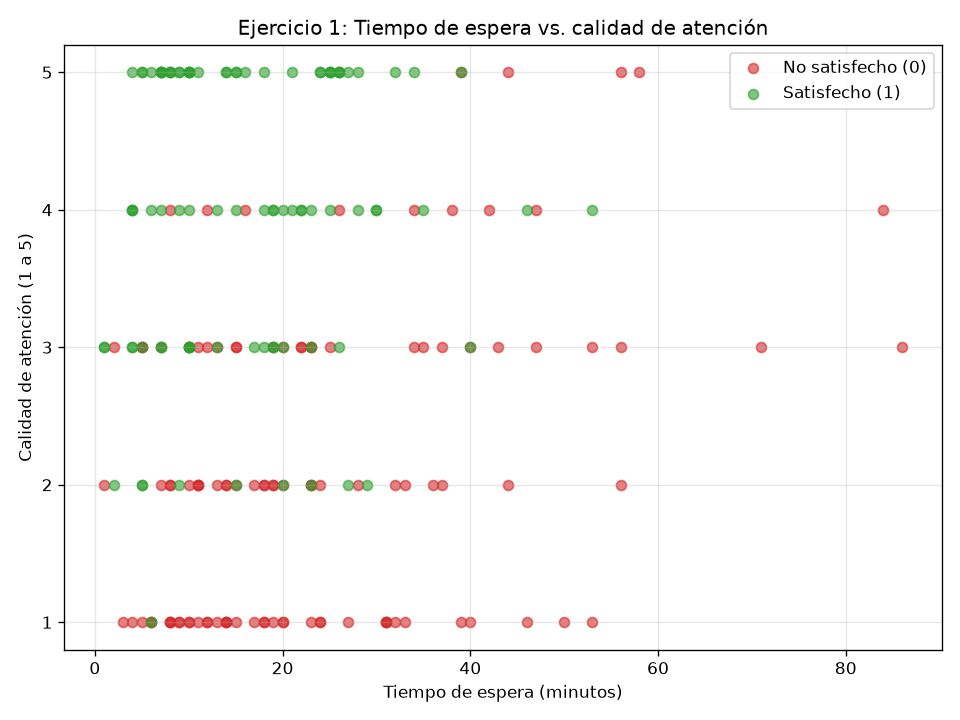 Ejercicio 1: Tiempo de espera vs. calidad de atención
No satisfecho (0)
Satisfecho (1)
Calidad de atención (1 a 5)
5
4
3
2
1
0
20
40
60
80
Tiempo de espera (minutos)